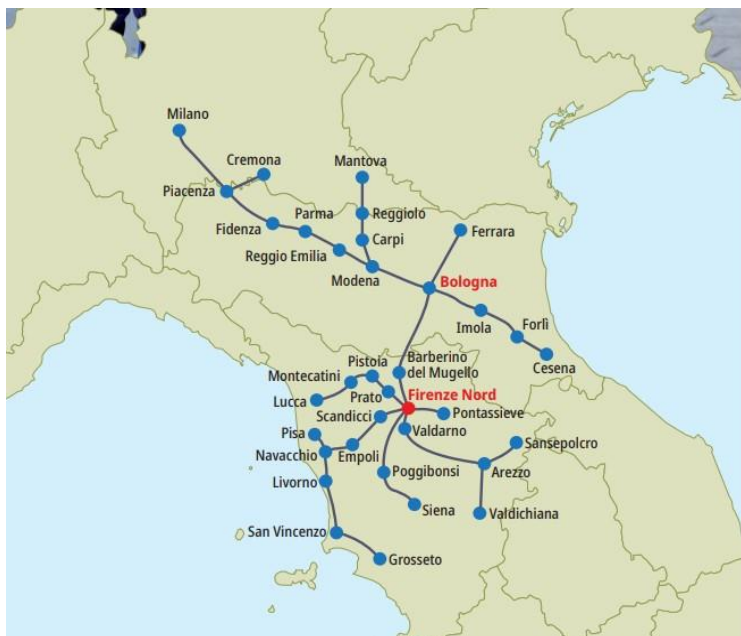 Milano
Cremona
Mantova
Piacenza
Parma
Reggiolo
Fidenza
Ferrara
Carpi
Reggio Emilia
Modena
Bologna
Imola
Forlì
Cesena
Pistoia
Barberino
del Mugello
Montecatini
Prato
Firenze Nord
Lucca
Scandicci
Pontassieve
Pisa
Valdarno
Sansepolcro
Navacchio
Empoli
Poggibonsi
Arezzo
Livorno
Siena
Valdichiana
San Vincenzo
Grosseto